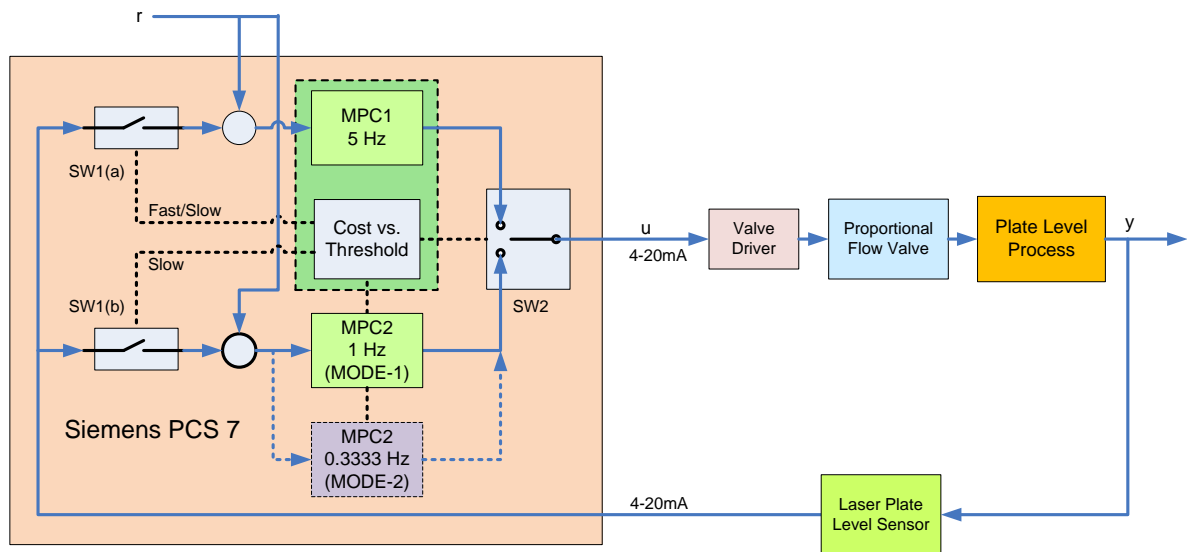 r
MPC1
5 Hz
SW1(a)
Fast/Slow
Cost vs.
Threshold
Slow
SW1(b)
SW2
MPC2
1 Hz
(MODE-1)
Siemens PCS 7
MPC2
0.3333 Hz
(MODE-2)
u
4-20mA
Valve
Driver
Proportional
Flow Valve
Plate Level
Process
y
4-20mA
Laser Plate
Level Sensor